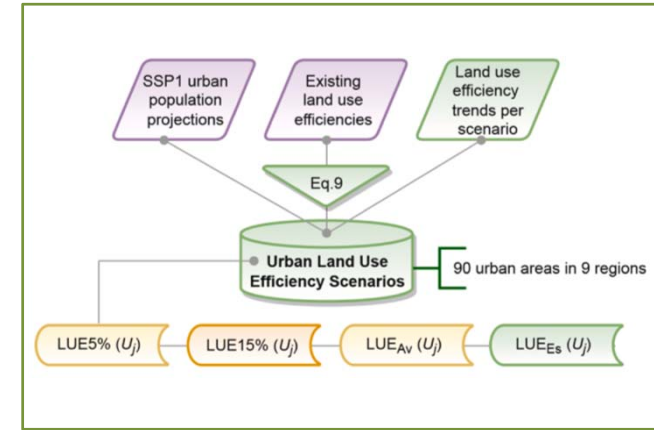 SSP1 urban
population
projections
Existing
land use
efficiencies
Land use
efficiency
trends per
scenario
Eq.9
Urban Land Use
Efficiency Scenarios
90 urban areas in 9 regions
LUE5% (Uj)
LUE15% (Uj)
LUEAv (Uj)
LUEEs (Uj)